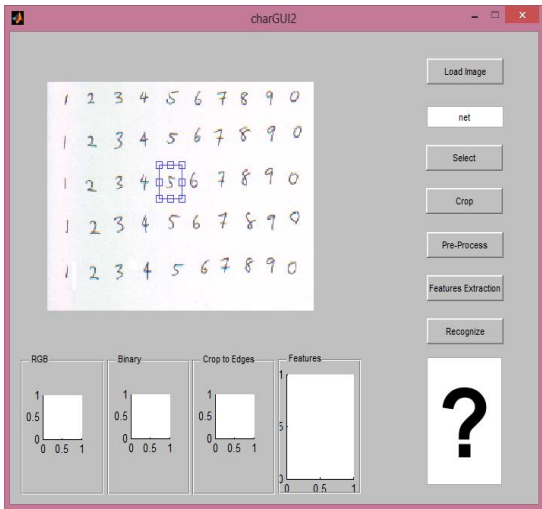 charGUI2
Load Image
net
Select
Crop
Pre-Process
Features Extraction
Recognize
1 2 3 4 5 6 7 8 9 0
1 2 3 4 5 6 7 8 9 0
1 2 3 4 5 6 7 8 9 0
1 2 3 4 5 6 7 8 9 0
1 2 3 4 5 6 7 8 9 0
RGB
1
0.5
0
0 0.5 1
Binary
1
0.5
0
0 0.5 1
Crop to Edges
1
0.5
0
0 0.5 1
Features
1
5
0
0 0.5 1
?